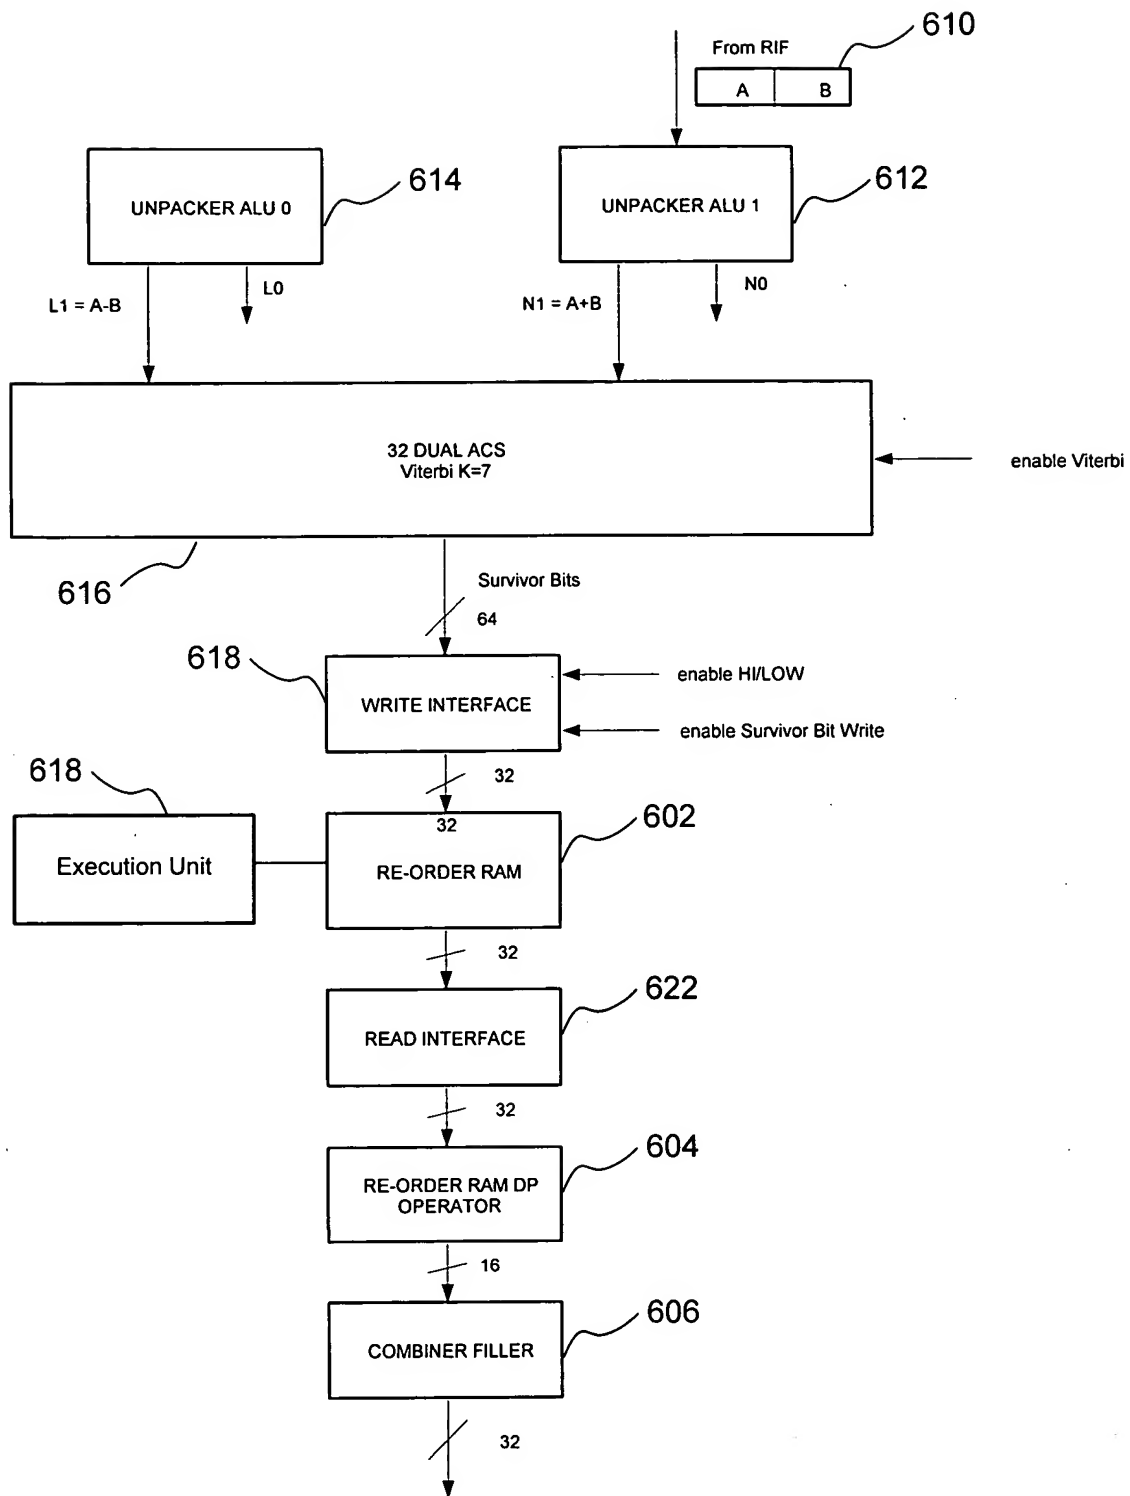 610
From RIF
A B
614
612
UNPACKER ALU 0
UNPACKER ALU 1
L0
N0
L1 = A-B
N1 = A+B
32 DUAL ACS
Viterbi K=7
enable Viterbi
616
Survivor Bits
64
618
enable HI/LOW
WRITE INTERFACE
enable Survivor Bit Write
32
618
602
32
Execution Unit
RE-ORDER RAM
32
622
READ INTERFACE
32
604
RE-ORDER RAM DP
OPERATOR
16
606
COMBINER FILLER
32